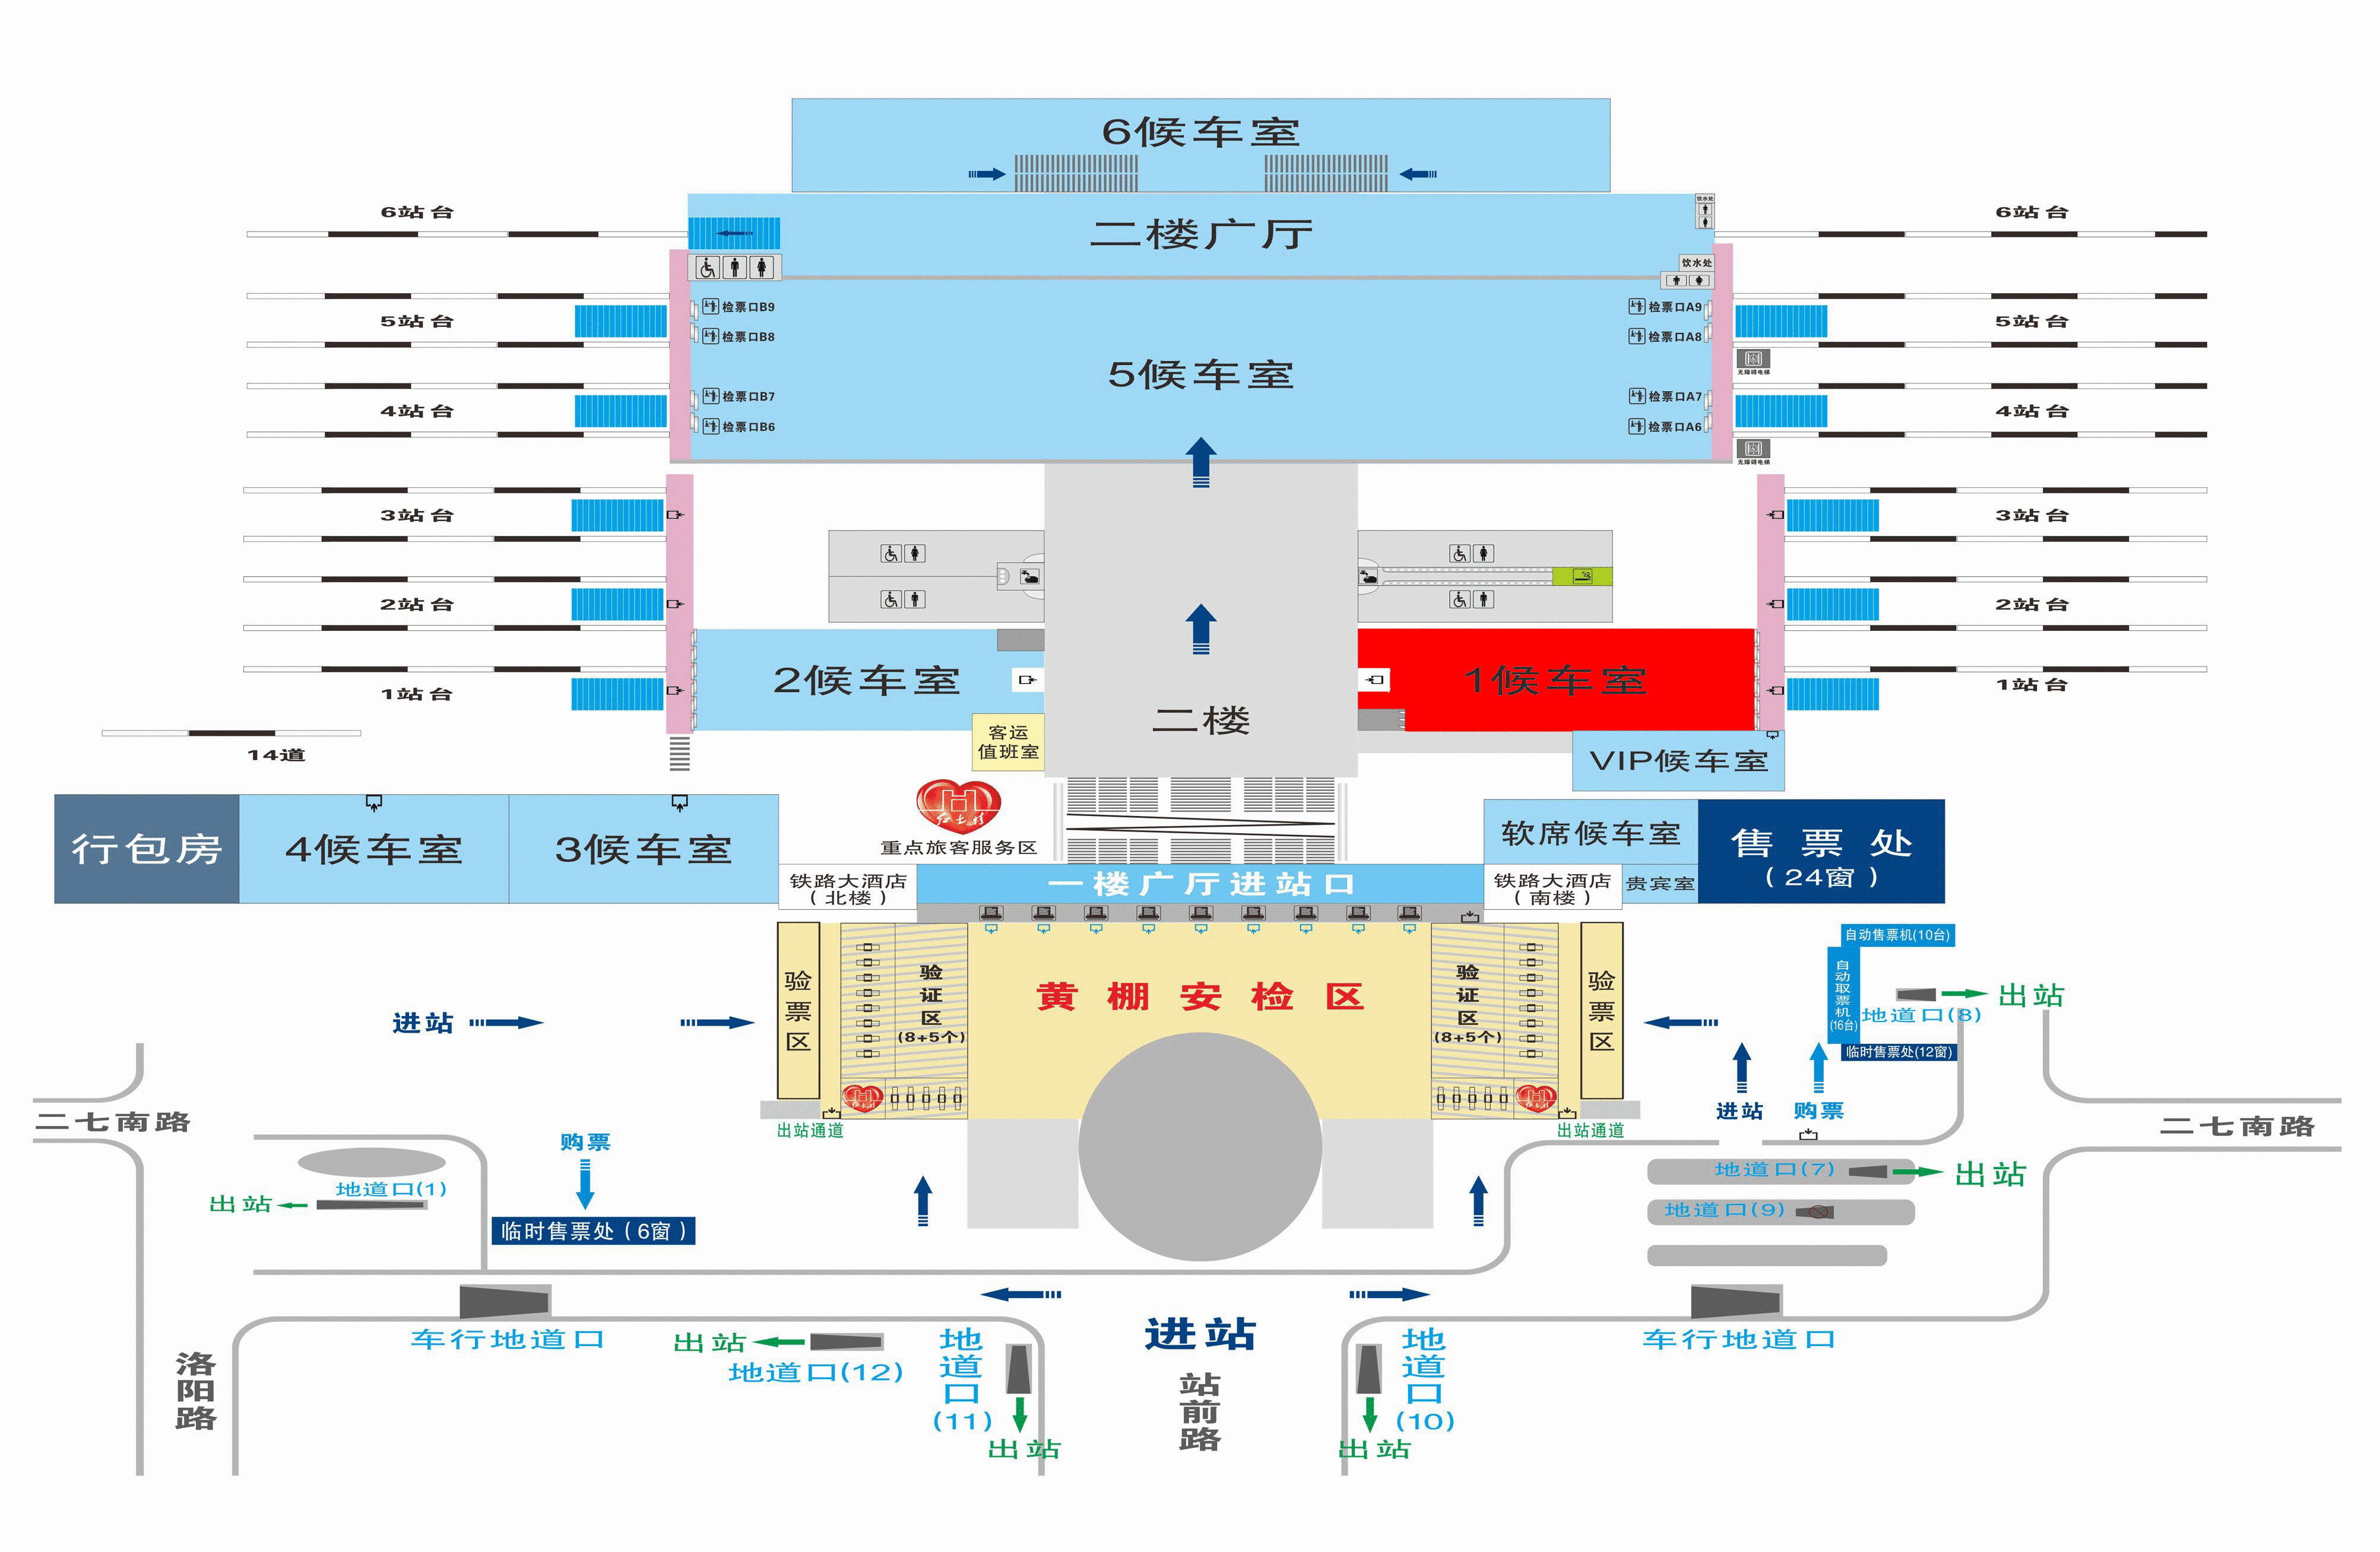 6候车室
二楼广厅
饮水处
6站台
6站台
饮水处
检票口B9
检票口A9
5站台
检票口B8
检票口A8
5站台
无障碍电梯
5候车室
检票口B7
检票口A7
4站台
4站台
检票口B6
检票口A6
无障碍电梯
3站台
3站台
2站台
2站台
1站台
2候车室
1候车室
1站台
二楼
客运
值班室
14道
VIP候车室
行包房
4候车室
3候车室
红土情
重点旅客服务区
软席候车室
售票处
(24窗)
铁路大酒店
(北楼)
一楼广厅进站口
铁路大酒店
(南楼)
贵宾室
验票区
验证区
(8+5个)
黄棚安检区
验证区
(8+5个)
验票区
自动售票机(10台)
自动取票机
(16台)
临时售票处(12窗)
出站
地道口(8)
进站
进站
购票
红土情
红土情
出站通道
出站通道
二七南路
二七南路
购票
地道口(1)
出站
临时售票处(6窗)
地道口(7)
出站
地道口(9)
车行地道口
车行地道口
出站
地道口(12)
地道口
(11)
出站
进站
站前路
地道口
(10)
出站
洛阳路